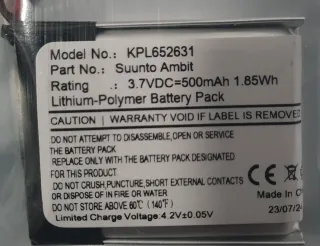 Model No.: KPL652631
Part No.: Suunto Ambit
Rating : 3.7VDC=500mAh 1.85Wh
Lithium-Polymer Battery Pack
WARRANTY VOID IF LABEL IS REMOVED
DO NOT ATTEMPT TO DISASSEMBLE,OPEN OR SERVICE
THE BATTERY PACK
REPLACE ONLY WITH THE BATTERY PACK DESIGNATED
FOR THIS PRODUCT
DO NOT CRUSH,PUNCTURE,SHORT EXTERNAL CONTACTS
OR DISPOSE OF IN FIRE OR WATER
DO NOT STORE ABOVE 60℃ (140℉)
Limited Charge Voltage:4.2V±0.05V
CE
Made In C
23/07/